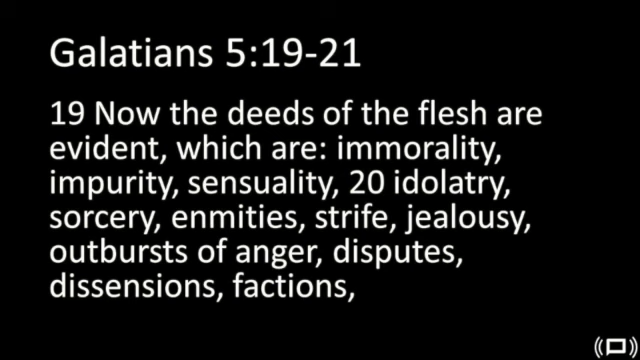 Galatians 5:19-21
19 Now the deeds of the flesh are
evident, which are: immorality,
impurity, sensuality, 20 idolatry,
sorcery, enmities, strife, jealousy,
outbursts of anger, disputes,
dissensions, factions,